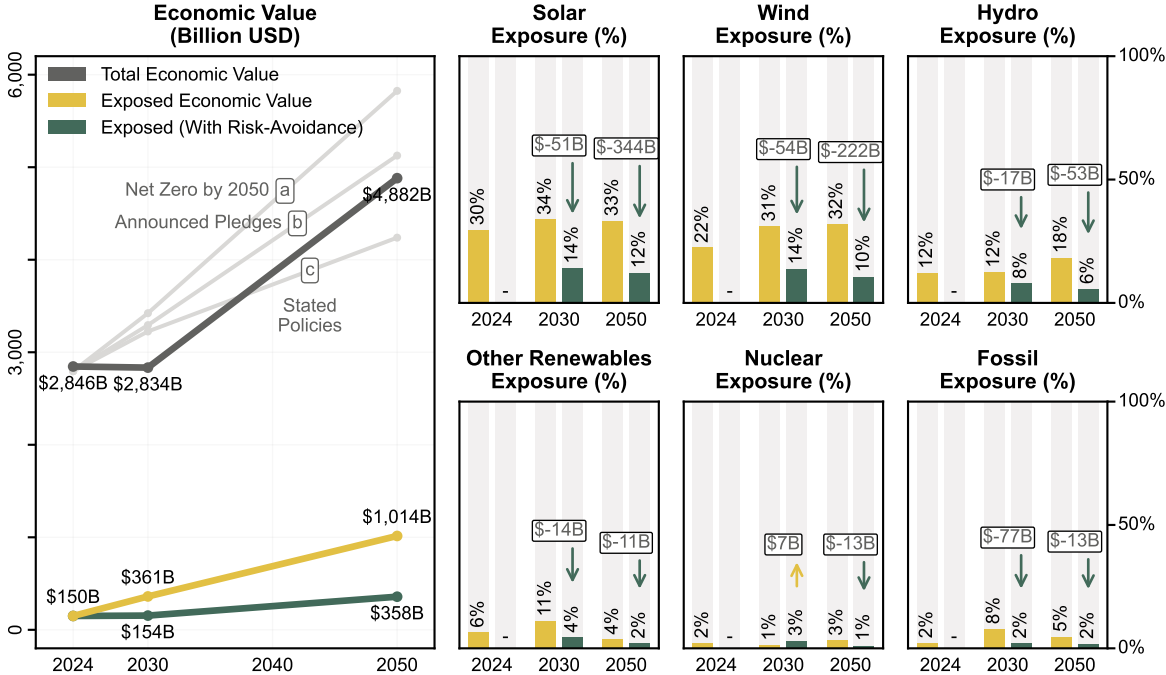 Economic Value
(Billion USD)
6,000
3,000
0
Total Economic Value
Exposed Economic Value
Exposed (With Risk-Avoidance)
Net Zero by 2050 a
Announced Pledges b
c
Stated
Policies
$4,882B
$2,846B $2,834B
$1,014B
$361B
$150B
$154B
$358B
2024 2030 2040 2050
Solar
Exposure (%)
$-51B $-344B
30% - 34% 14% 33% 12%
2024 2030 2050
Wind
Exposure (%)
$-54B $-222B
22% - 31% 14% 32% 10%
2024 2030 2050
Hydro
Exposure (%)
100%
50%
0%
$-17B $-53B
12% - 12% 8% 18% 6%
2024 2030 2050
Other Renewables
Exposure (%)
$-14B $-11B
6% - 11% 4% 4% 2%
2024 2030 2050
Nuclear
Exposure (%)
$7B $-13B
2% - 1% 3% 3% 1%
2024 2030 2050
Fossil
Exposure (%)
100%
50%
0%
$-77B $-13B
2% - 8% 2% 5% 2%
2024 2030 2050